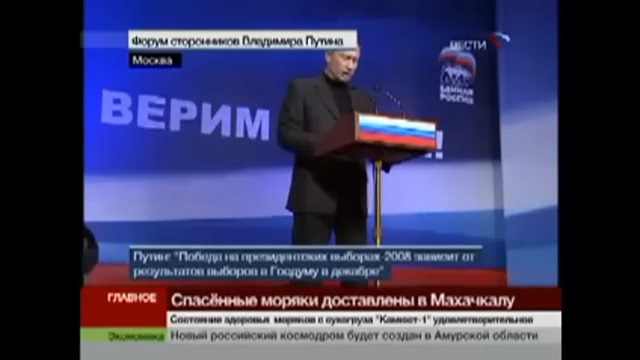 Форум сторонников Владимира Путина
Москва
ВЕСТИ
ЕДИНАЯ
РОССИЯ
ВЕРИМ !
Путин: "Победа на президентских выборах-2008 зависит от
результатов выборов в Госдуму в декабре"
ГЛАВНОЕ
Спасённые моряки доставлены в Махачкалу
Состояние здоровья моряков с сухогруза "Камюст-1" удовлетворительное
Экономика
Новый российский космодром будет создан в Амурской области